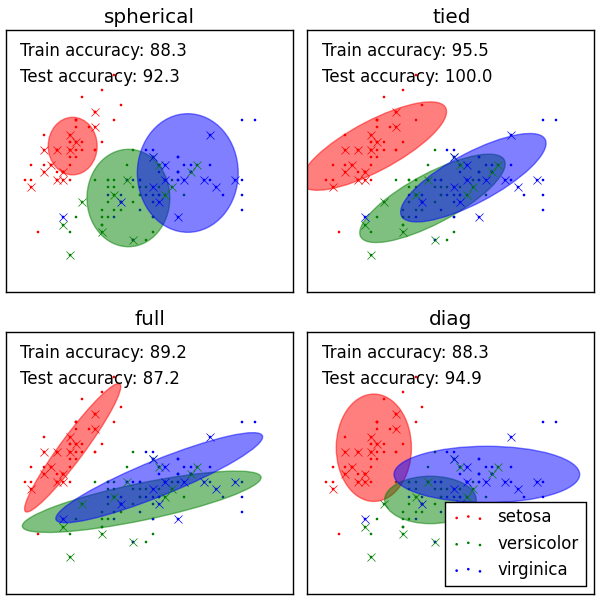 spherical
Train accuracy: 88.3
Test accuracy: 92.3
tied
Train accuracy: 95.5
Test accuracy: 100.0
full
Train accuracy: 89.2
Test accuracy: 87.2
diag
Train accuracy: 88.3
Test accuracy: 94.9
setosa
versicolor
virginica